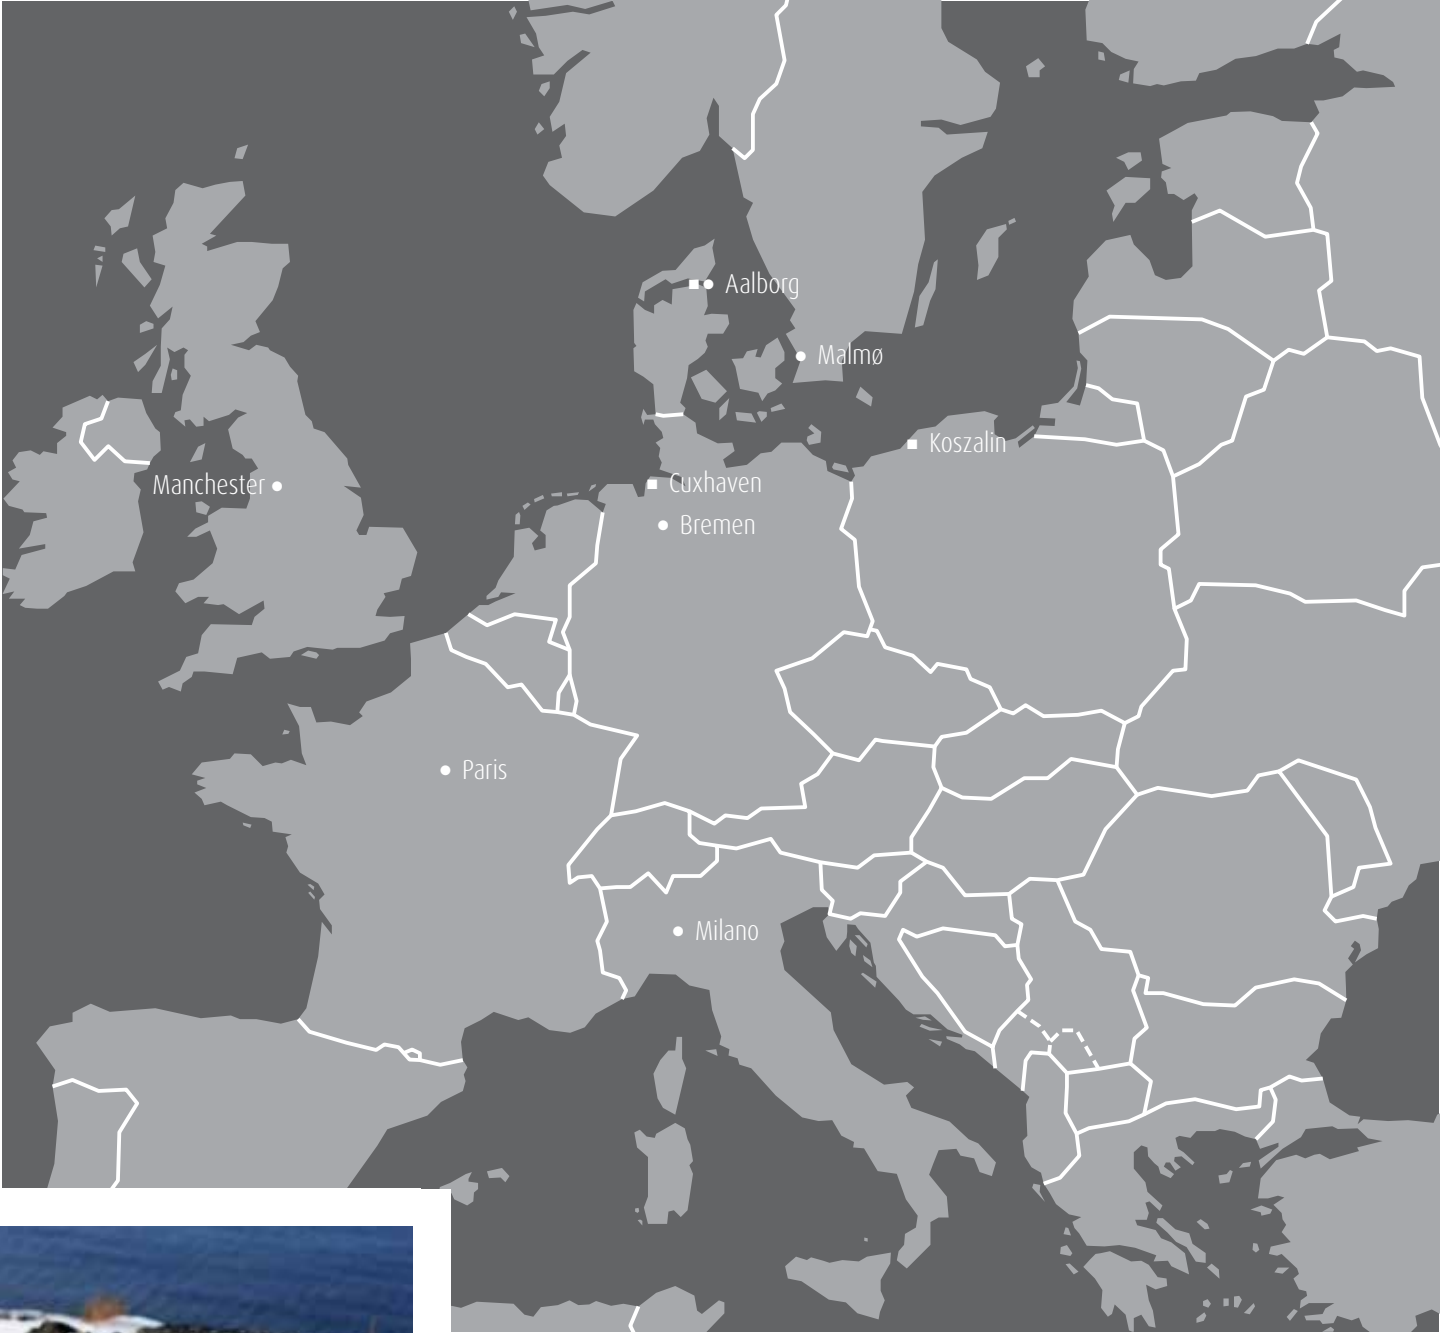 Aalborg
Malmø
Koszalin
Manchester
Cuxhaven
Bremen
Paris
Milano